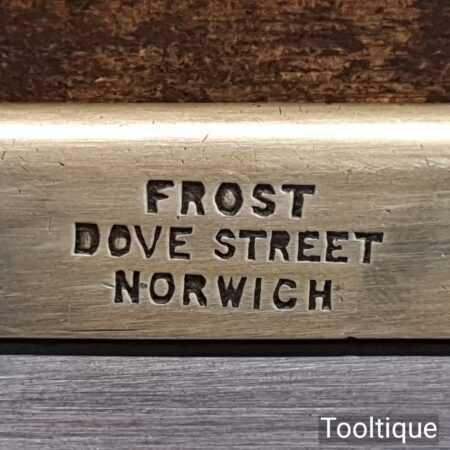 FROST
DOVE STREET
NORWICH
Tooltique